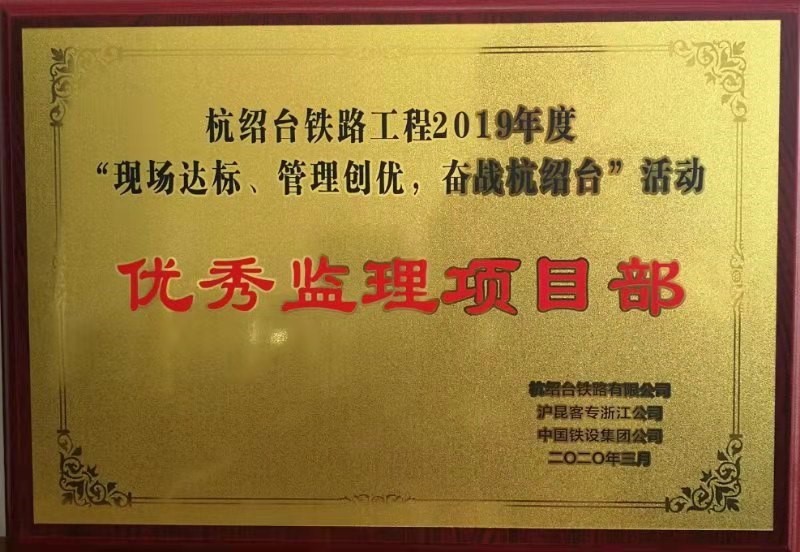 杭绍台铁路工程2019年度
“现场达标、管理创优，奋战杭绍台”活动
优秀监理项目部
杭绍台铁路有限公司
沪昆客专浙江公司
中国铁设集团公司
二〇二〇年三月